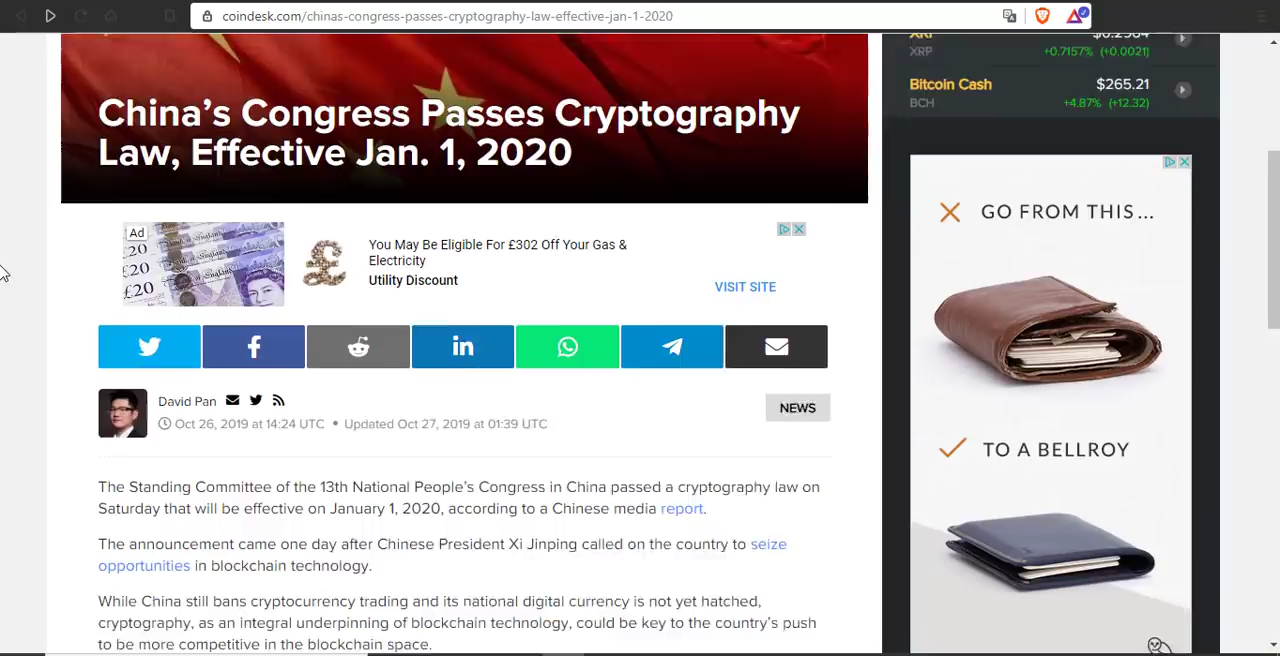 coindesk.com/chinas-congress-passes-cryptography-law-effective-jan-1-2020
China's Congress Passes Cryptography
Law, Effective Jan. 1, 2020
Ad
£20
£20
£20
You May Be Eligible For £302 Off Your Gas &
Electricity
Utility Discount
VISIT SITE
David Pan
Oct 26, 2019 at 14:24 UTC • Updated Oct 27, 2019 at 01:39 UTC
NEWS
The Standing Committee of the 13th National People's Congress in China passed a cryptography law on
Saturday that will be effective on January 1, 2020, according to a Chinese media report.
The announcement came one day after Chinese President Xi Jinping called on the country to seize
opportunities in blockchain technology.
While China still bans cryptocurrency trading and its national digital currency is not yet hatched,
cryptography, as an integral underpinning of blockchain technology, could be key to the country's push
to be more competitive in the blockchain space.
XRP
XRP
+0.7157% (+0.0021)
Bitcoin Cash
$265.21
BCH
+4.87% (+12.32)
GO FROM THIS...
TO A BELLROY